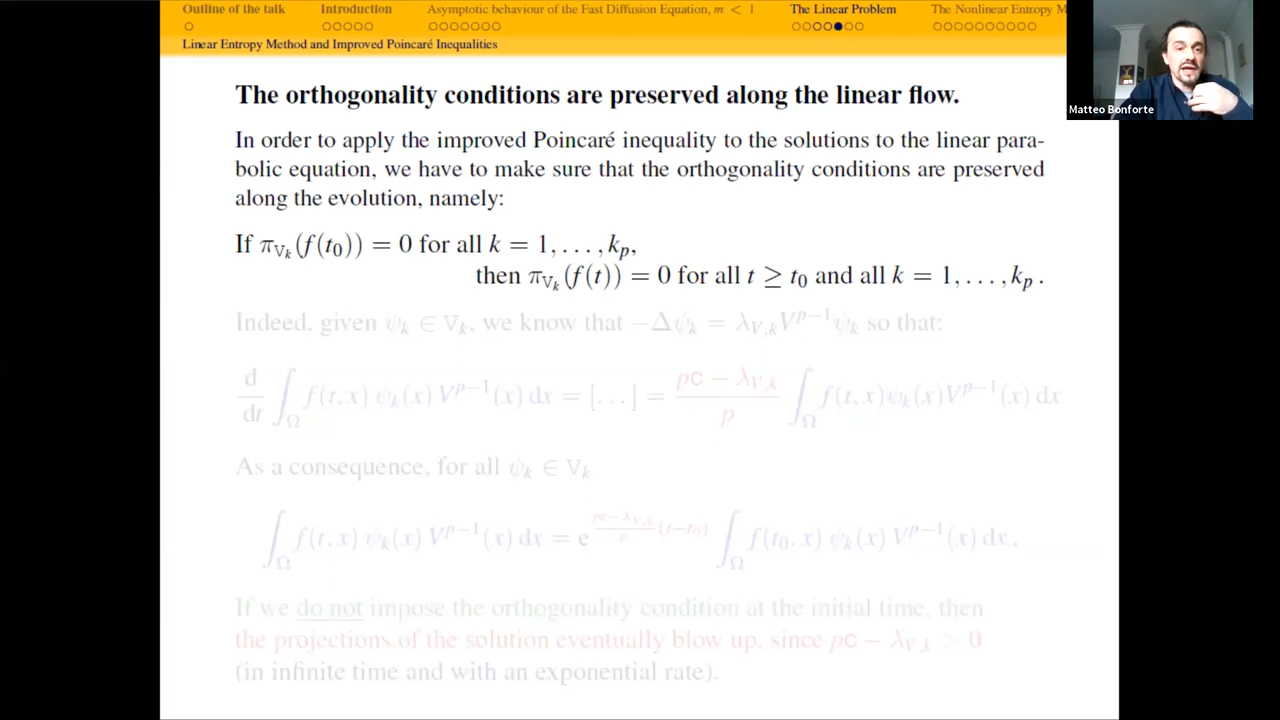 Outline of the talk Introduction Asymptotic behaviour of the Fast Diffusion Equation, m < 1 The Linear Problem The Nonlinear Entropy M
Linear Entropy Method and Improved Poincaré Inequalities
Matteo Bonforte
The orthogonality conditions are preserved along the linear flow.
In order to apply the improved Poincaré inequality to the solutions to the linear para-
bolic equation, we have to make sure that the orthogonality conditions are preserved
along the evolution, namely:
If π_{V_k}(f(t_0)) = 0 for all k = 1, . . . , k_p,
then π_{V_k}(f(t)) = 0 for all t ≥ t_0 and all k = 1, . . . , k_p .
Indeed, given ψ_k ∈ V_k, we know that −Δψ_k = λ_{V,k}V^{p−1}ψ_k so that:
d/dt ∫_Ω f(t,x) ψ_k(x) V^{p−1}(x) dx = [. . .] = (pc − λ_{V,k})/p ∫_Ω f(t,x)ψ_k(x)V^{p−1}(x) dx
As a consequence, for all ψ_k ∈ V_k
∫_Ω f(t,x) ψ_k(x) V^{p−1}(x) dx = e^{(pc−λ_{V,k})/p (t−t_0)} ∫_Ω f(t_0,x) ψ_k(x) V^{p−1}(x) dx .
If we do not impose the orthogonality condition at the initial time, then
the projections of the solution eventually blow up, since pc − λ_{V,k} > 0
(in infinite time and with an exponential rate).